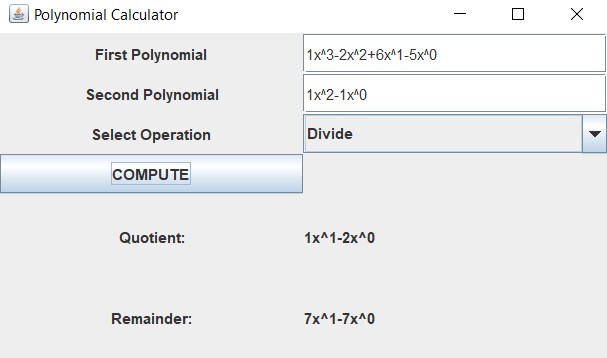 Polynomial Calculator
First Polynomial 1x^3-2x^2+6x^1-5x^0
Second Polynomial 1x^2-1x^0
Select Operation Divide
COMPUTE
Quotient: 1x^1-2x^0
Remainder: 7x^1-7x^0